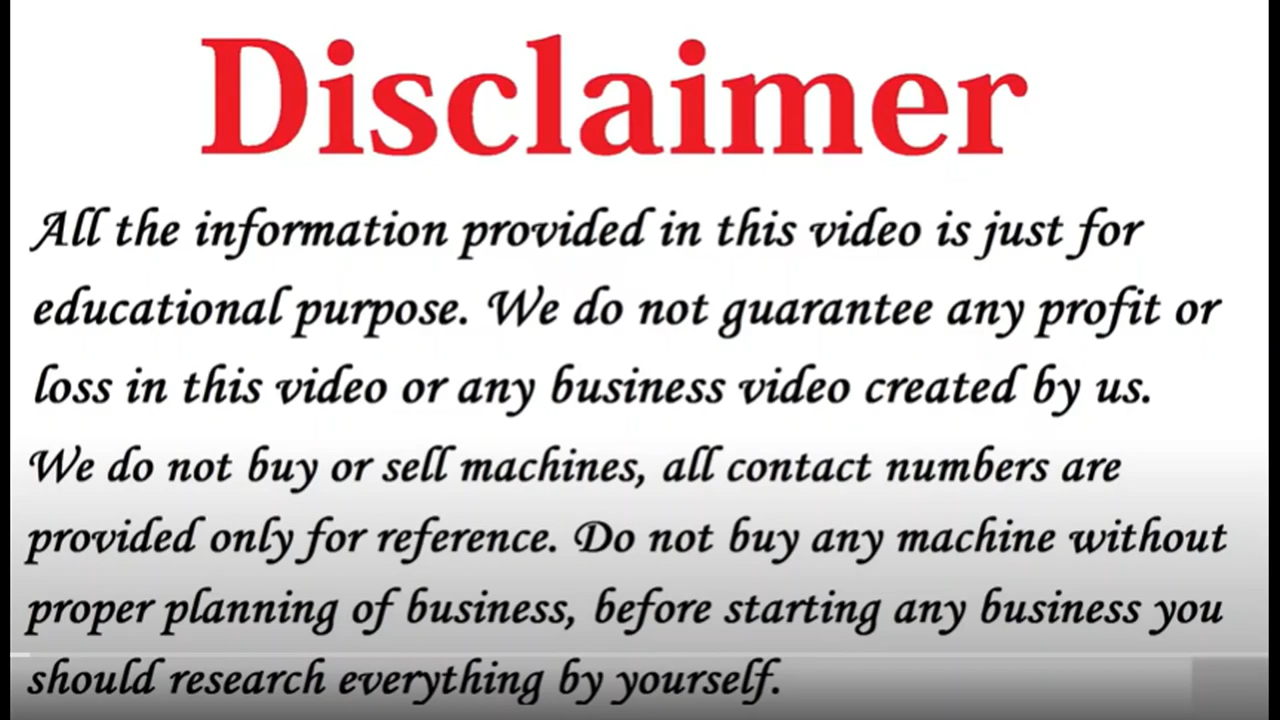 Disclaimer
All the information provided in this video is just for
educational purpose. We do not guarantee any profit or
loss in this video or any business video created by us.
We do not buy or sell machines, all contact numbers are
provided only for reference. Do not buy any machine without
proper planning of business, before starting any business you
should research everything by yourself.